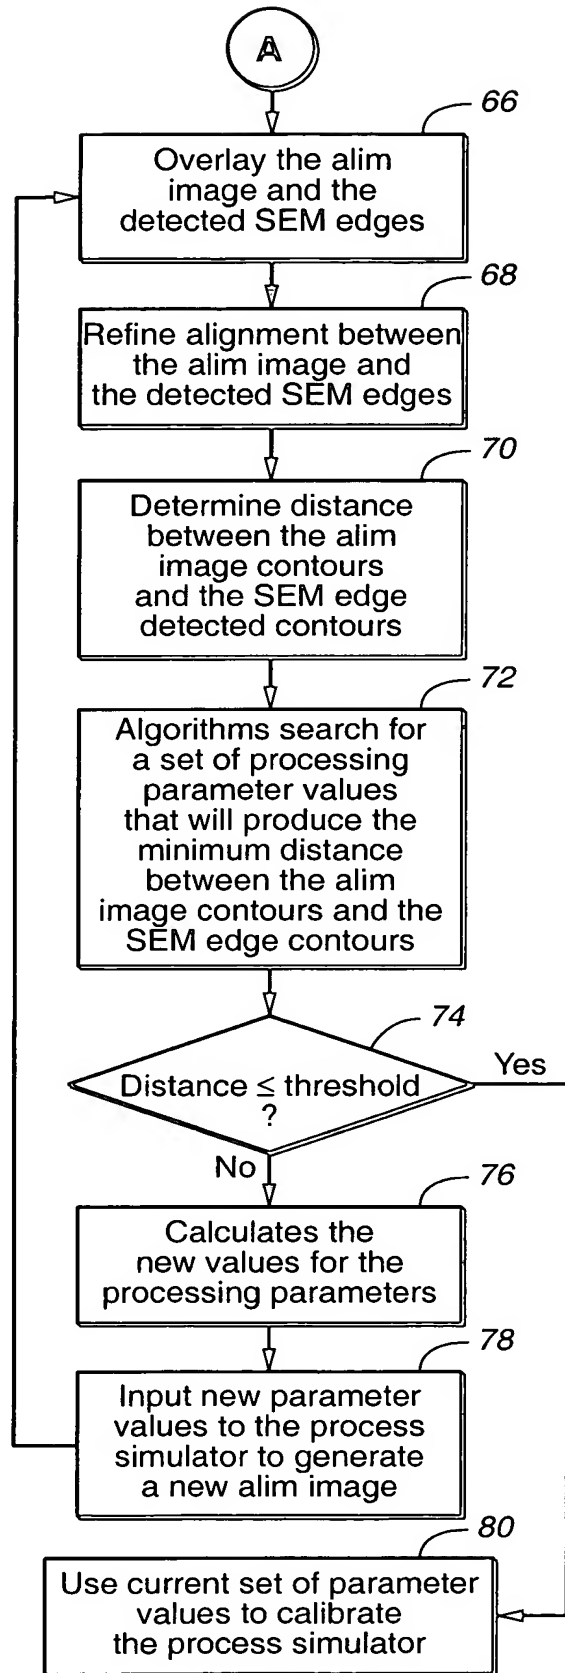 A
66
Overlay the alim
image and the
detected SEM edges
68
Refine alignment between
the alim image and
the detected SEM edges
70
Determine distance
between the alim
image contours
and the SEM edge
detected contours
72
Algorithms search for
a set of processing
parameter values
that will produce the
minimum distance
between the alim
image contours and the
SEM edge contours
74
Distance ≤ threshold
?
Yes
No
76
Calculates the
new values for the
processing parameters
78
Input new parameter
values to the process
simulator to generate
a new alim image
80
Use current set of parameter
values to calibrate
the process simulator